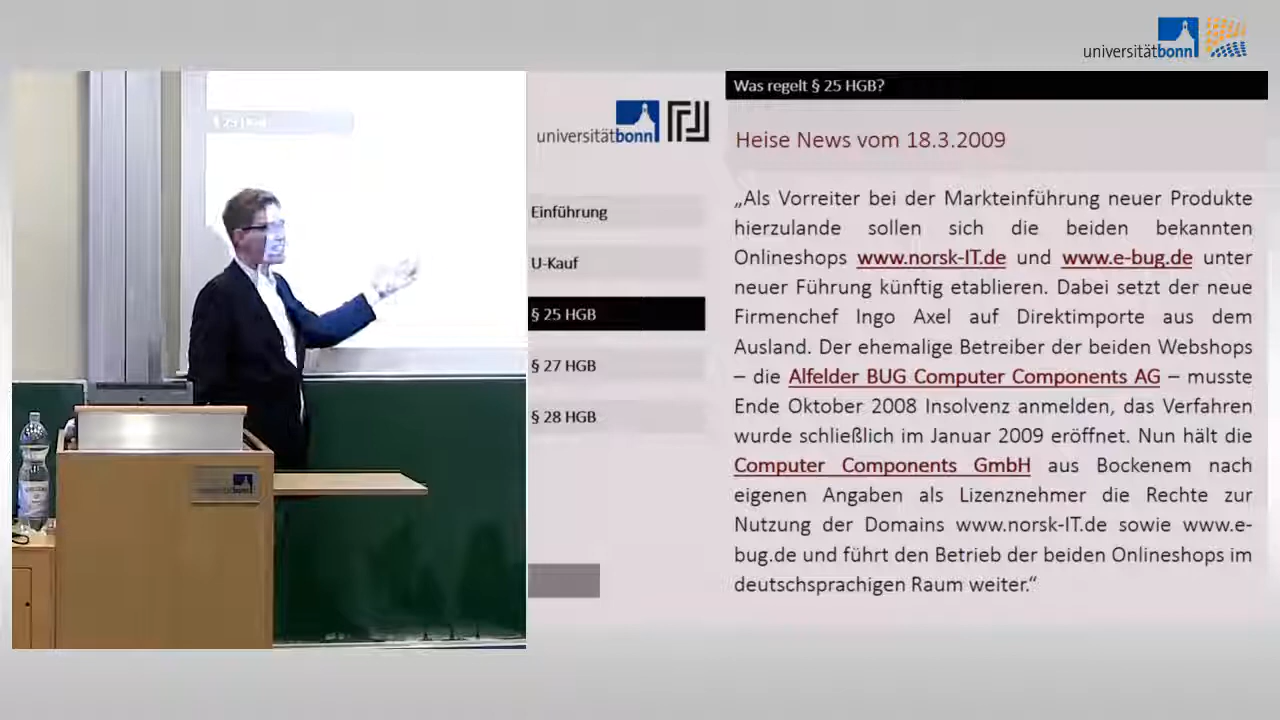 universitätbonn
Was regelt § 25 HGB?
universitätbonn
Heise News vom 18.3.2009
Einführung
U-Kauf
§ 25 HGB
§ 27 HGB
§ 28 HGB
„Als Vorreiter bei der Markteinführung neuer Produkte
hierzulande sollen sich die beiden bekannten
Onlineshops www.norsk-IT.de und www.e-bug.de unter
neuer Führung künftig etablieren. Dabei setzt der neue
Firmenchef Ingo Axel auf Direktimporte aus dem
Ausland. Der ehemalige Betreiber der beiden Webshops
– die Alfelder BUG Computer Components AG – musste
Ende Oktober 2008 Insolvenz anmelden, das Verfahren
wurde schließlich im Januar 2009 eröffnet. Nun hält die
Computer Components GmbH aus Bockenem nach
eigenen Angaben als Lizenznehmer die Rechte zur
Nutzung der Domains www.norsk-IT.de sowie www.e-
bug.de und führt den Betrieb der beiden Onlineshops im
deutschsprachigen Raum weiter.“
universitätbonn